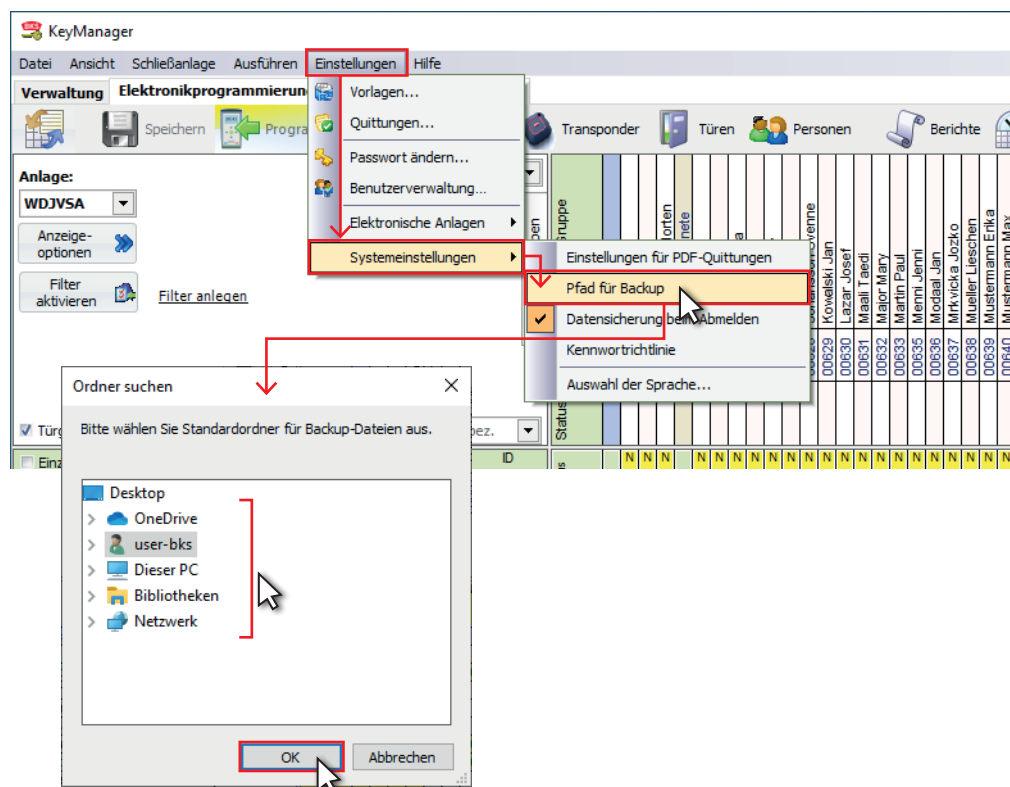 KeyManager
Datei Ansicht Schließanlage Ausführen Einstellungen Hilfe
Verwaltung Elektronikprogrammierun
Speichern Progra Transponder Türen Personen Berichte
Vorlagen...
Quittungen...
Passwort ändern...
Benutzerverwaltung...
Elektronische Anlagen
Systemeinstellungen
Einstellungen für PDF-Quittungen
Pfad für Backup
Datensicherung beim Abmelden
Kennwortrichtlinie
Auswahl der Sprache...
Anlage:
WDJVSA
Anzeige-
optionen
Filter
aktivieren
Filter anlegen
Kowalski Jan
Lazar Josef
Maali Taedi
Major Mary
Martin Paul
Menni Jenni
Modaal Jan
Mrkvicka Jozko
Mueller Lieschen
Mustermann Erika
Mustermann Max
00629
00630
00631
00632
00633
00635
00636
00637
00638
00639
00640
Status
ID
N N N N N N N N N N N N N N N N N N N N N
Ordner suchen
Bitte wählen Sie Standardordner für Backup-Dateien aus.
Desktop
OneDrive
user-bks
Dieser PC
Bibliotheken
Netzwerk
OK Abbrechen